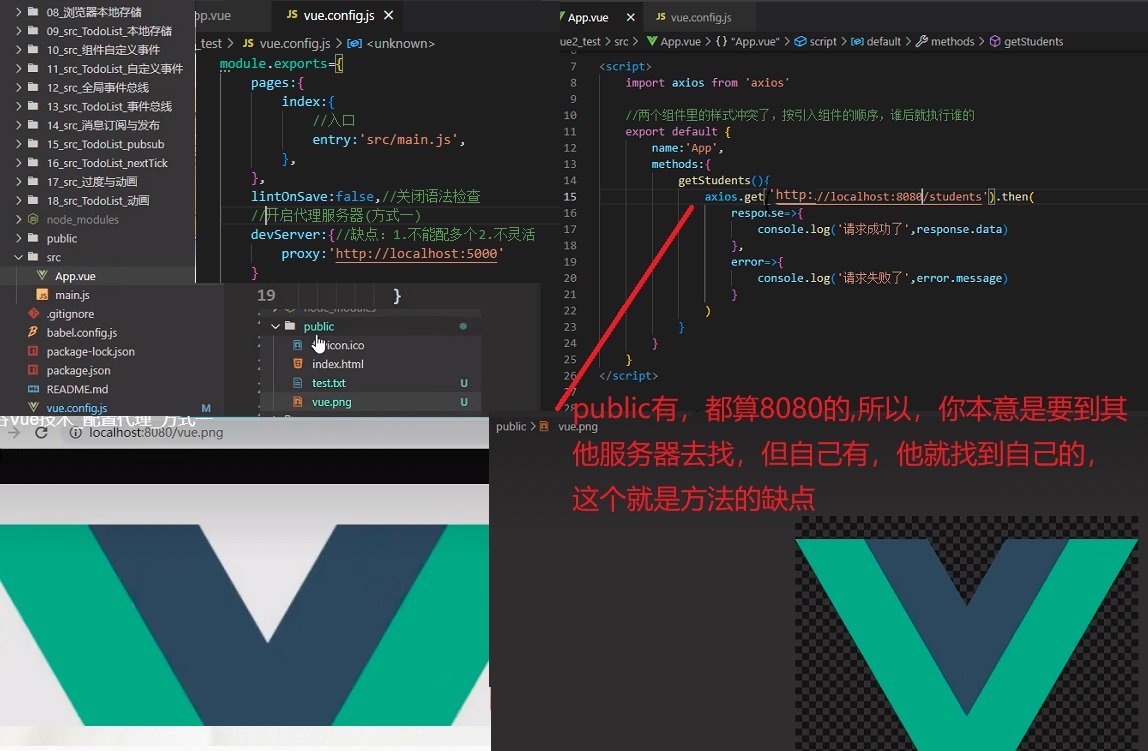 08_浏览器本地存储
09_src_TodoList_本地存储
10_src_组件自定义事件
11_src_TodoList_自定义事件
12_src_全局事件总线
13_src_TodoList_事件总线
14_src_消息订阅与发布
15_src_TodoList_pubsub
16_src_TodoList_nextTick
17_src_过度与动画
18_src_TodoList_动画
node_modules
public
src
App.vue
main.js
.gitignore
babel.config.js
package-lock.json
package.json
README.md
vue.config.js M
pp.vue JS vue.config.js
_test > JS vue.config.js > <unknown>
module.exports={
pages:{
index:{
//入口
entry:'src/main.js',
},
},
lintOnSave:false,//关闭语法检查
//开启代理服务器(方式一)
devServer:{//缺点：1.不能配多个2.不灵活
proxy:'http://localhost:5000'
}
19 }
node_modules
public
icon.ico
index.html
test.txt U
vue.png U
App.vue JS vue.config.js
ue2_test > src > App.vue > {} "App.vue" > script > default > methods > getStudents
7 <script>
8 import axios from 'axios'
9
10 //两个组件里的样式冲突了，按引入组件的顺序，谁后就执行谁的
11 export default {
12 name:'App',
13 methods:{
14 getStudents(){
15 axios.get('http://localhost:8080/students').then(
16 response=>{
17 console.log('请求成功了',response.data)
18 },
19 error=>{
20 console.log('请求失败了',error.message)
21 }
22 )
23 }
24 }
25 }
26 </script>
27
28
public有，都算8080的,所以，你本意是要到其
他服务器去找，但自己有，他就找到自己的，
这个就是方法的缺点
vue技术 配置代理 方式一
localhost:8080/vue.png
public > vue.png